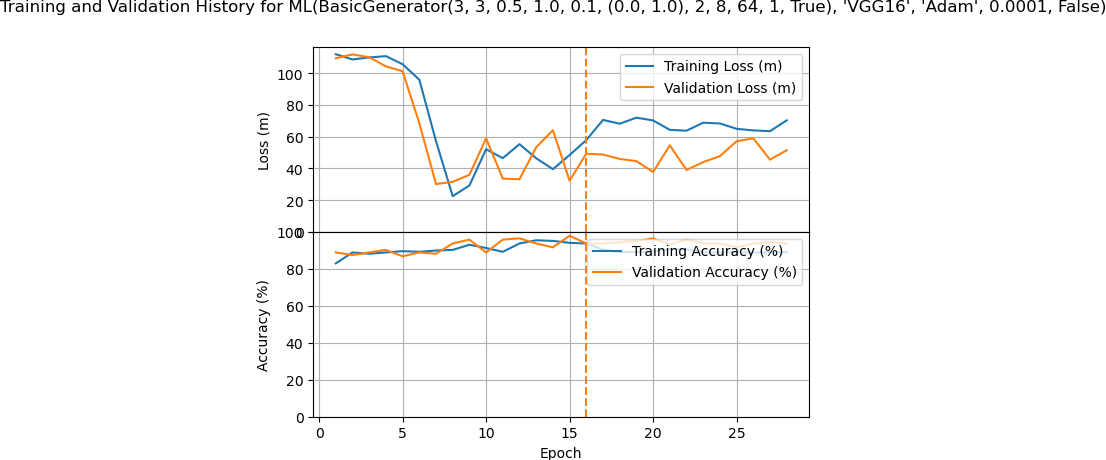 Training and Validation History for ML(BasicGenerator(3, 3, 0.5, 1.0, 0.1, (0.0, 1.0), 2, 8, 64, 1, True), 'VGG16', 'Adam', 0.0001, False)
Training Loss (m)
Validation Loss (m)
100
80
60
40
20
0
Loss (m)
Training Accuracy (%)
Validation Accuracy (%)
100
80
60
40
20
0
Accuracy (%)
0 5 10 15 20 25
Epoch